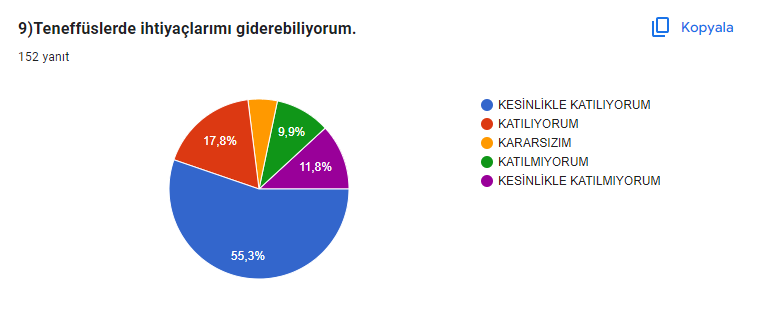 9)Teneffüslerde ihtiyaçlarımı giderebiliyorum.
Kopyala
152 yanıt
KESİNLİKLE KATILIYORUM
KATILIYORUM
KARARSIZIM
KATILMIYORUM
KESİNLİKLE KATILMIYORUM
17,8%
9,9%
11,8%
55,3%